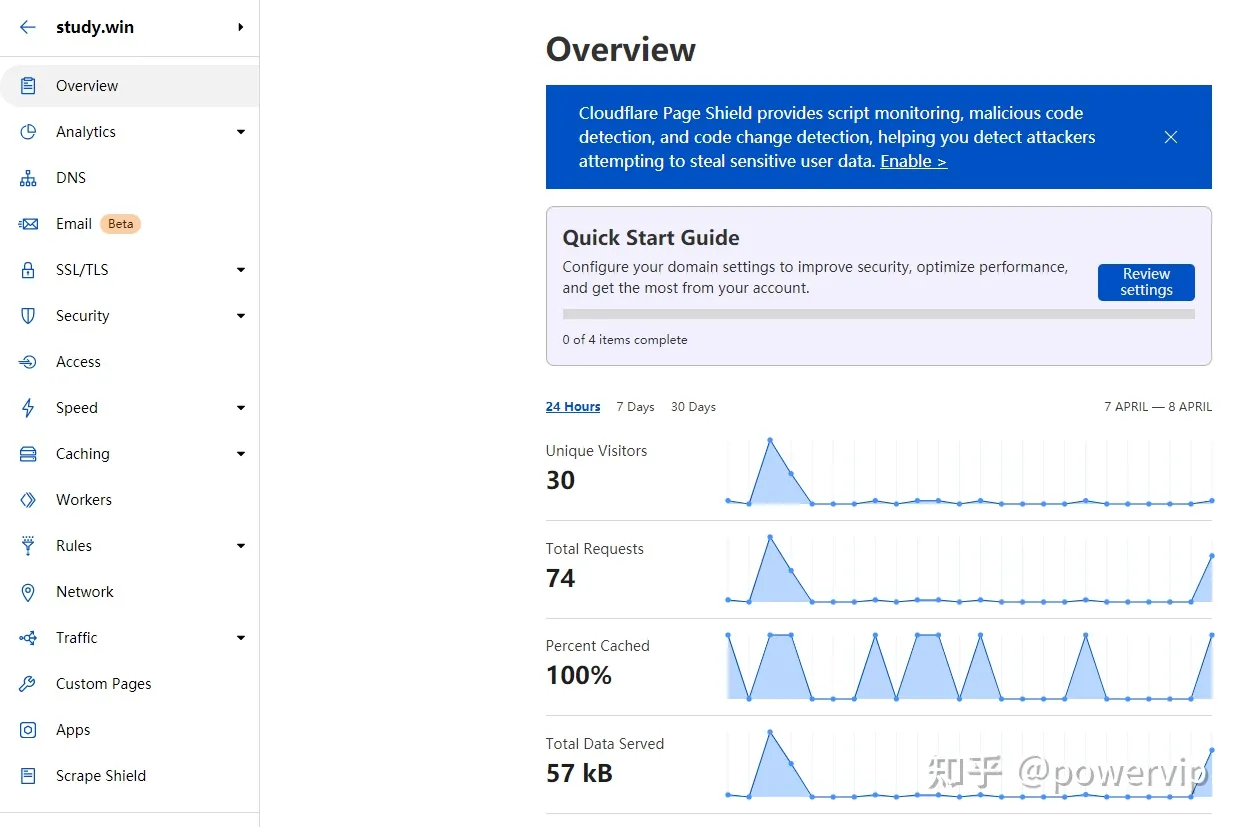 study.win
Overview
Analytics
DNS
Email Beta
SSL/TLS
Security
Access
Speed
Caching
Workers
Rules
Network
Traffic
Custom Pages
Apps
Scrape Shield
Overview
Cloudflare Page Shield provides script monitoring, malicious code
detection, and code change detection, helping you detect attackers
attempting to steal sensitive user data. Enable >
Quick Start Guide
Configure your domain settings to improve security, optimize performance,
and get the most from your account.
Review
settings
0 of 4 items complete
24 Hours 7 Days 30 Days 7 APRIL — 8 APRIL
Unique Visitors
30
Total Requests
74
Percent Cached
100%
Total Data Served
57 kB
知乎 @powervip